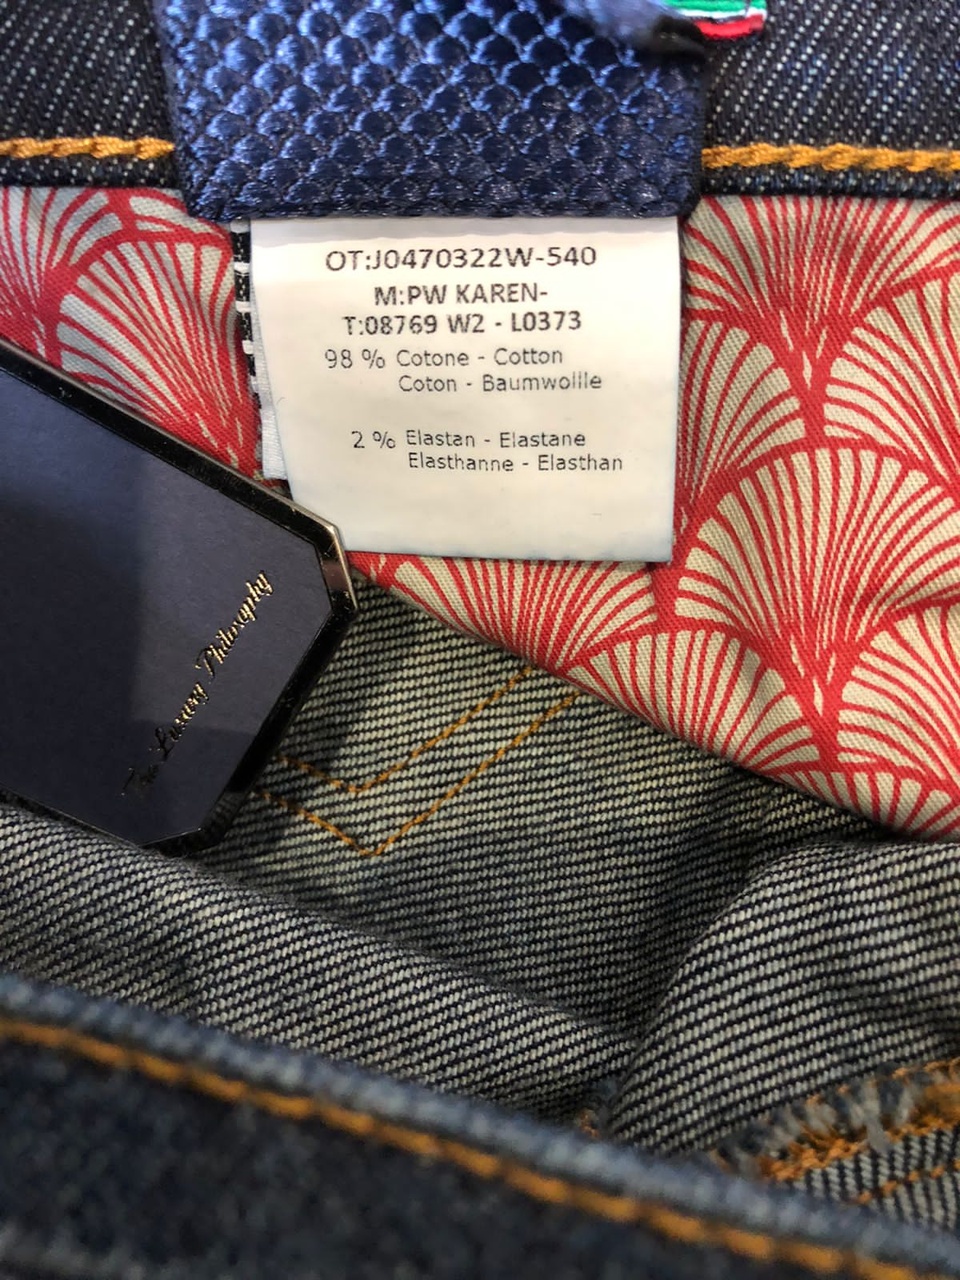 OT:J0470322W-540
M:PW KAREN-
T:08769 W2 - L0373
98 % Cotone - Cotton
Coton - Baumwollle
2 % Elastan - Elastane
Elasthanne - Elasthan
The Luxury Philosophy